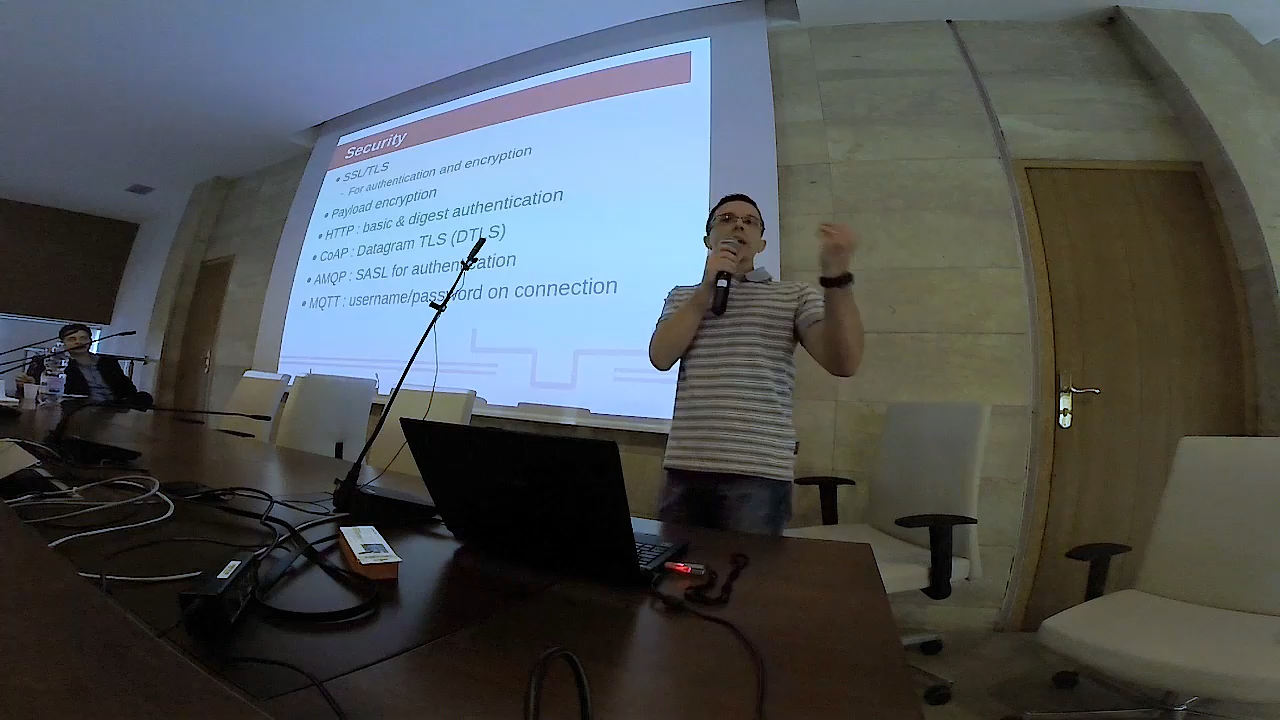 Security
• SSL/TLS
- For authentication and encryption
• Payload encryption
• HTTP : basic & digest authentication
• CoAP : Datagram TLS (DTLS)
• AMQP : SASL for authentication
• MQTT : username/password on connection